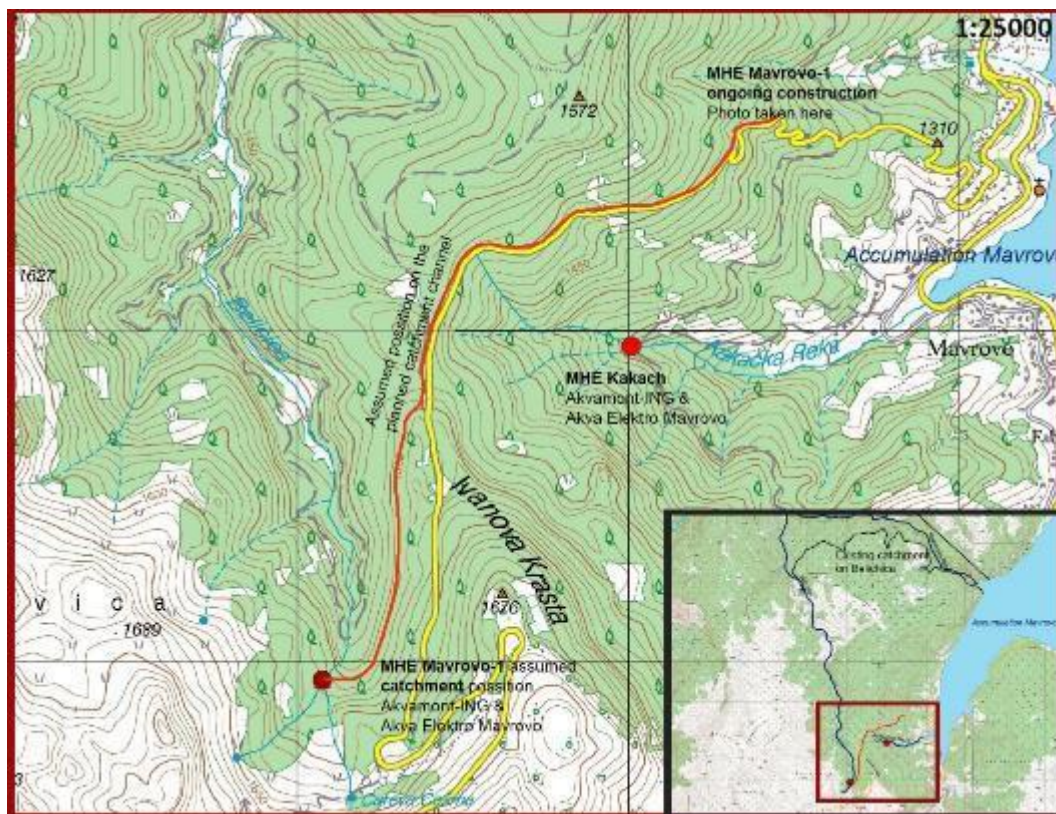 1:25000
MHE Mavrovo-1
ongoing construction
Photo taken here
1572
1310
1627
Accumulation Mavrovo
Assumed possition on the
planned catchment channel
Mavrovo
MHE Kakach
Akvamont-ING &
Akva Elektro Mavrovo
Ivanova Krasta
1676
v i c a
1689
MHE Mavrovo-1 assumed
catchment possition
Akvamont-ING &
Akva Elektro Mavrovo
3
Existing catchment
on Belichica
Accumulation Mavrovo